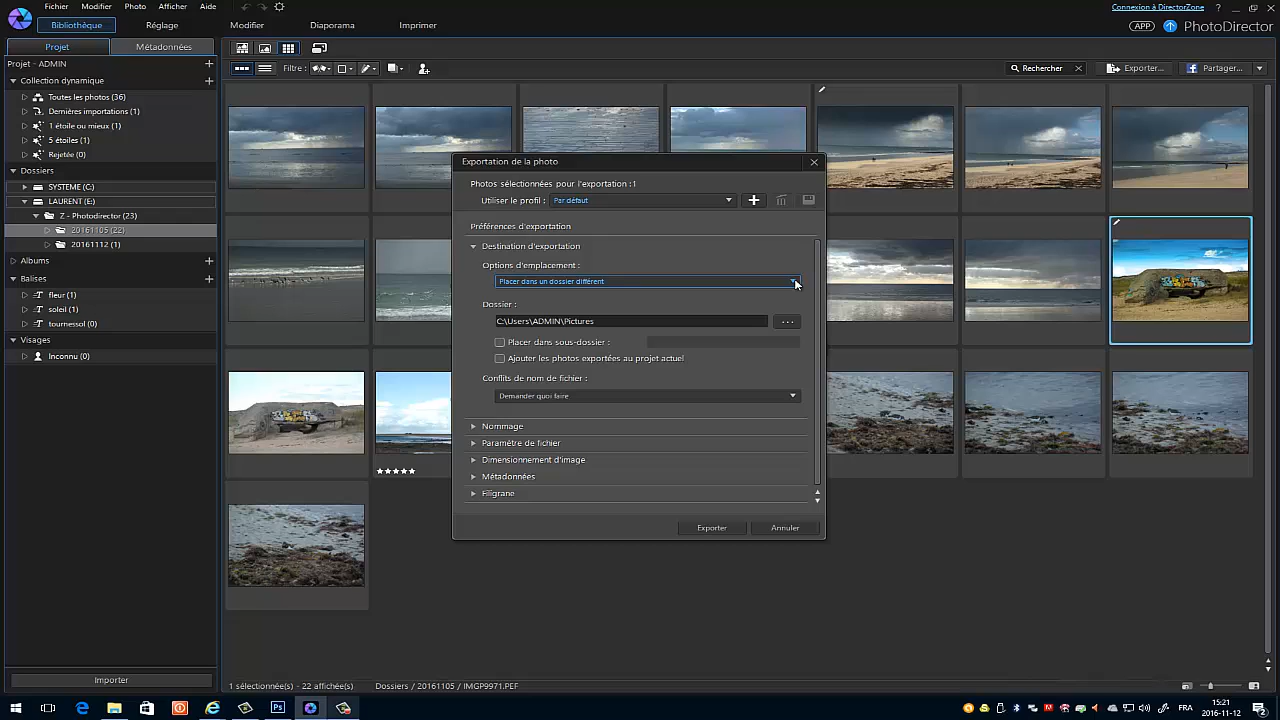 Fichier Modifier Photo Afficher Aide
Connexion à DirectorZone ?
Bibliothèque Réglage Modifier Diaporama Imprimer
APP PhotoDirector
Projet Métadonnées
Projet - ADMIN
Collection dynamique
Toutes les photos (36)
Dernières importations (1)
1 étoile ou mieux (1)
5 étoiles (1)
Rejetée (0)
Dossiers
SYSTEME (C:)
LAURENT (E:)
Z - Photodirector (23)
20161105 (22)
20161112 (1)
Albums
Balises
fleur (1)
soleil (1)
tournessol (0)
Visages
Inconnu (0)
Importer
Filtre :
Rechercher
Exporter...
Partager...
Exportation de la photo
Photos sélectionnées pour l'exportation :1
Utiliser le profil : Par défaut
Préférences d'exportation
Destination d'exportation
Options d'emplacement :
Placer dans un dossier différent
Dossier :
C:\Users\ADMIN\Pictures
...
Placer dans sous-dossier :
Ajouter les photos exportées au projet actuel
Conflits de nom de fichier :
Demander quoi faire
Nommage
Paramètre de fichier
Dimensionnement d'image
Métadonnées
Filigrane
Exporter Annuler
1 sélectionnée(s) - 22 affichée(s) Dossiers / 20161105 / IMGP9971.PEF
FRA
15:21
2016-11-12